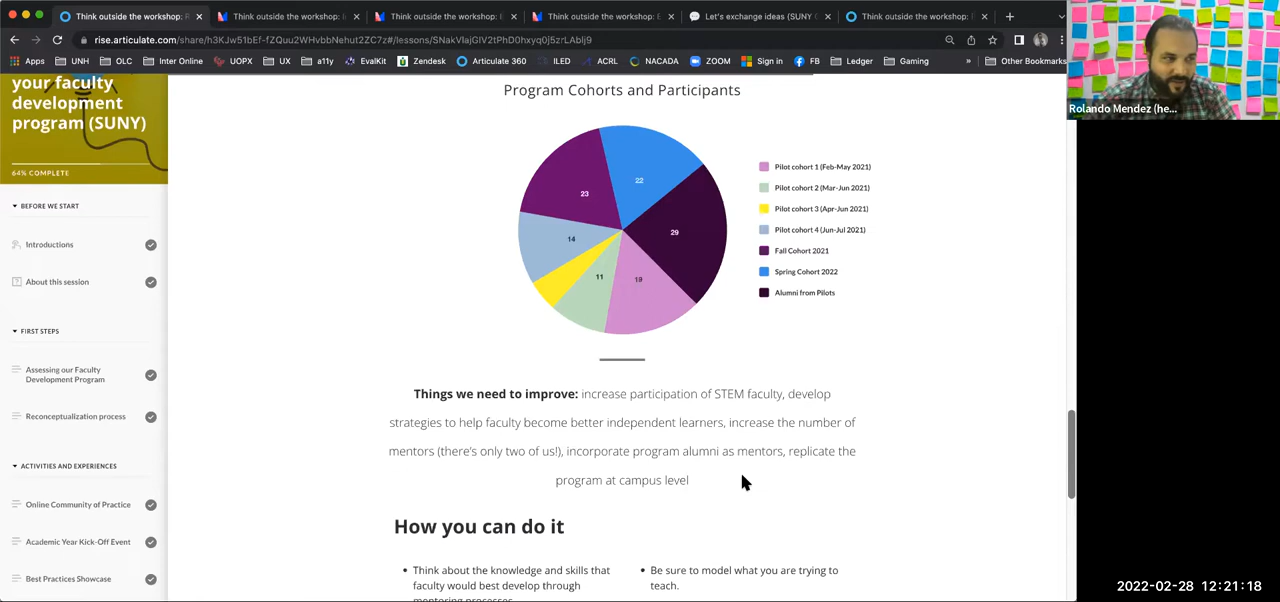 Think outside the workshop: R
Think outside the workshop: I
Think outside the workshop:
Think outside the workshop:
Let's exchange ideas (SUNY
Think outside the workshop:
rise.articulate.com/share/
Apps
UNH
OLC
Inter Online
UOPX
UX
a11y
EvalKit
Zendesk
Articulate 360
ILED
ACRL
NACADA
ZOOM
Sign in
FB
Ledger
Gaming
»
Other Bookmarks
Rolando Mendez (he...
your faculty
development
program (SUNY)
64% COMPLETE
BEFORE WE START
Introductions
About this session
FIRST STEPS
Assessing our Faculty
Development Program
Reconceptualization process
ACTIVITIES AND EXPERIENCES
Online Community of Practice
Academic Year Kick-Off Event
Best Practices Showcase
Program Cohorts and Participants
22
23
29
14
11
19
Pilot cohort 1 (Feb-May 2021)
Pilot cohort 2 (Mar-Jun 2021)
Pilot cohort 3 (Apr-Jun 2021)
Pilot cohort 4 (Jun-Jul 2021)
Fall Cohort 2021
Spring Cohort 2022
Alumni from Pilots
Things we need to improve: increase participation of STEM faculty, develop
strategies to help faculty become better independent learners, increase the number of
mentors (there's only two of us!), incorporate program alumni as mentors, replicate the
program at campus level
How you can do it
• Think about the knowledge and skills that
faculty would best develop through
mentoring processes
• Be sure to model what you are trying to
teach.
2022-02-28 12:21:18